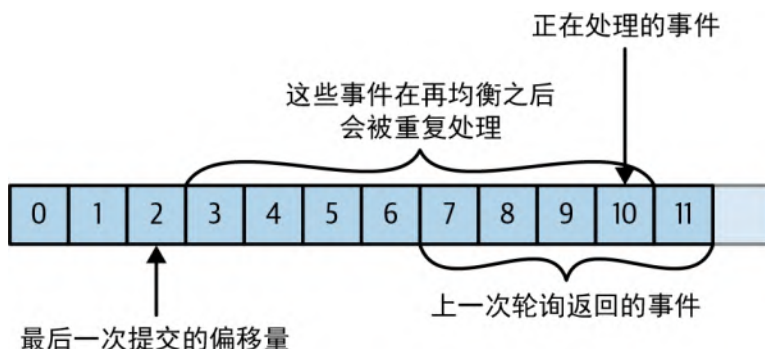 正在处理的事件
这些事件在再均衡之后
会被重复处理
0 1 2 3 4 5 6 7 8 9 10 11
上一次轮询返回的事件
最后一次提交的偏移量